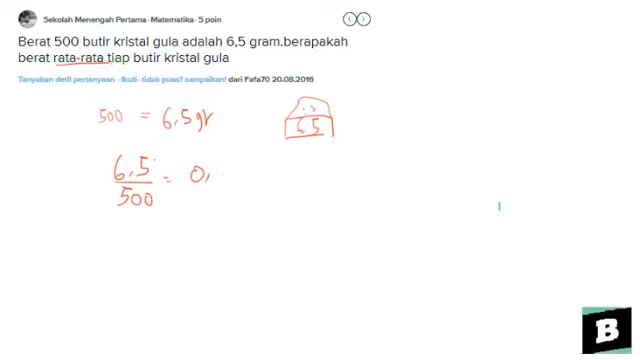 Sekolah Menengah Pertama · Matematika · 5 poin
Berat 500 butir kristal gula adalah 6,5 gram.berapakah
berat rata-rata tiap butir kristal gula
Tanyakan detil pertanyaan · Ikuti · tidak puas? sampaikan! dari Fafa70 20.08.2016
500 = 6,5 gr
65
6,5
500
= 0,
B